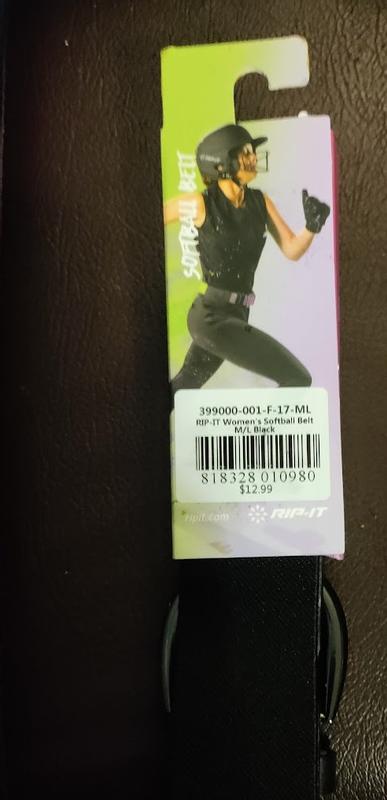 SOFTBALL BELT
399000-001-F-17-ML
RIP-IT Women's Softball Belt
M/L Black
818328 010980
$12.99
ripit.com RIP-IT